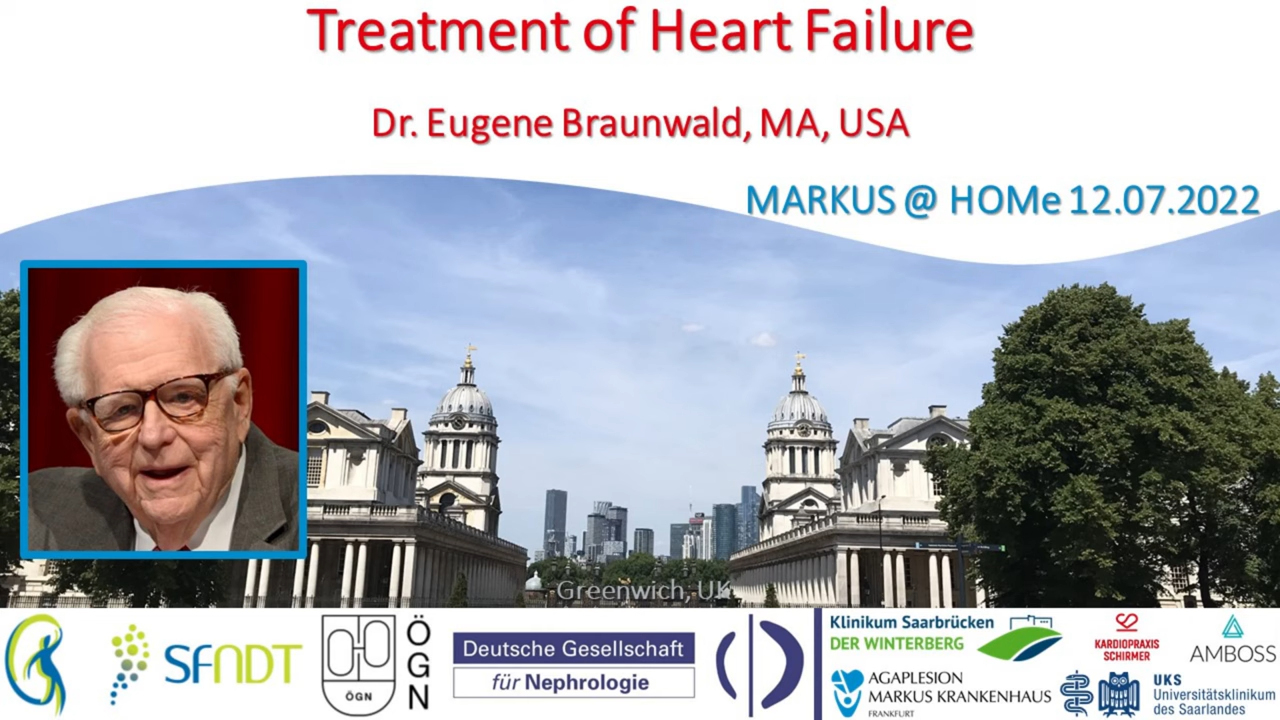 Treatment of Heart Failure
Dr. Eugene Braunwald, MA, USA
MARKUS @ HOMe 12.07.2022
Greenwich, UK
SFNDT
ÖGN
ÖGN
Deutsche Gesellschaft
für Nephrologie
Klinikum Saarbrücken
DER WINTERBERG
AGAPLESION
MARKUS KRANKENHAUS
FRANKFURT
KARDIOPRAXIS
SCHIRMER
AMBOSS
UKS
Universitätsklinikum
des Saarlandes